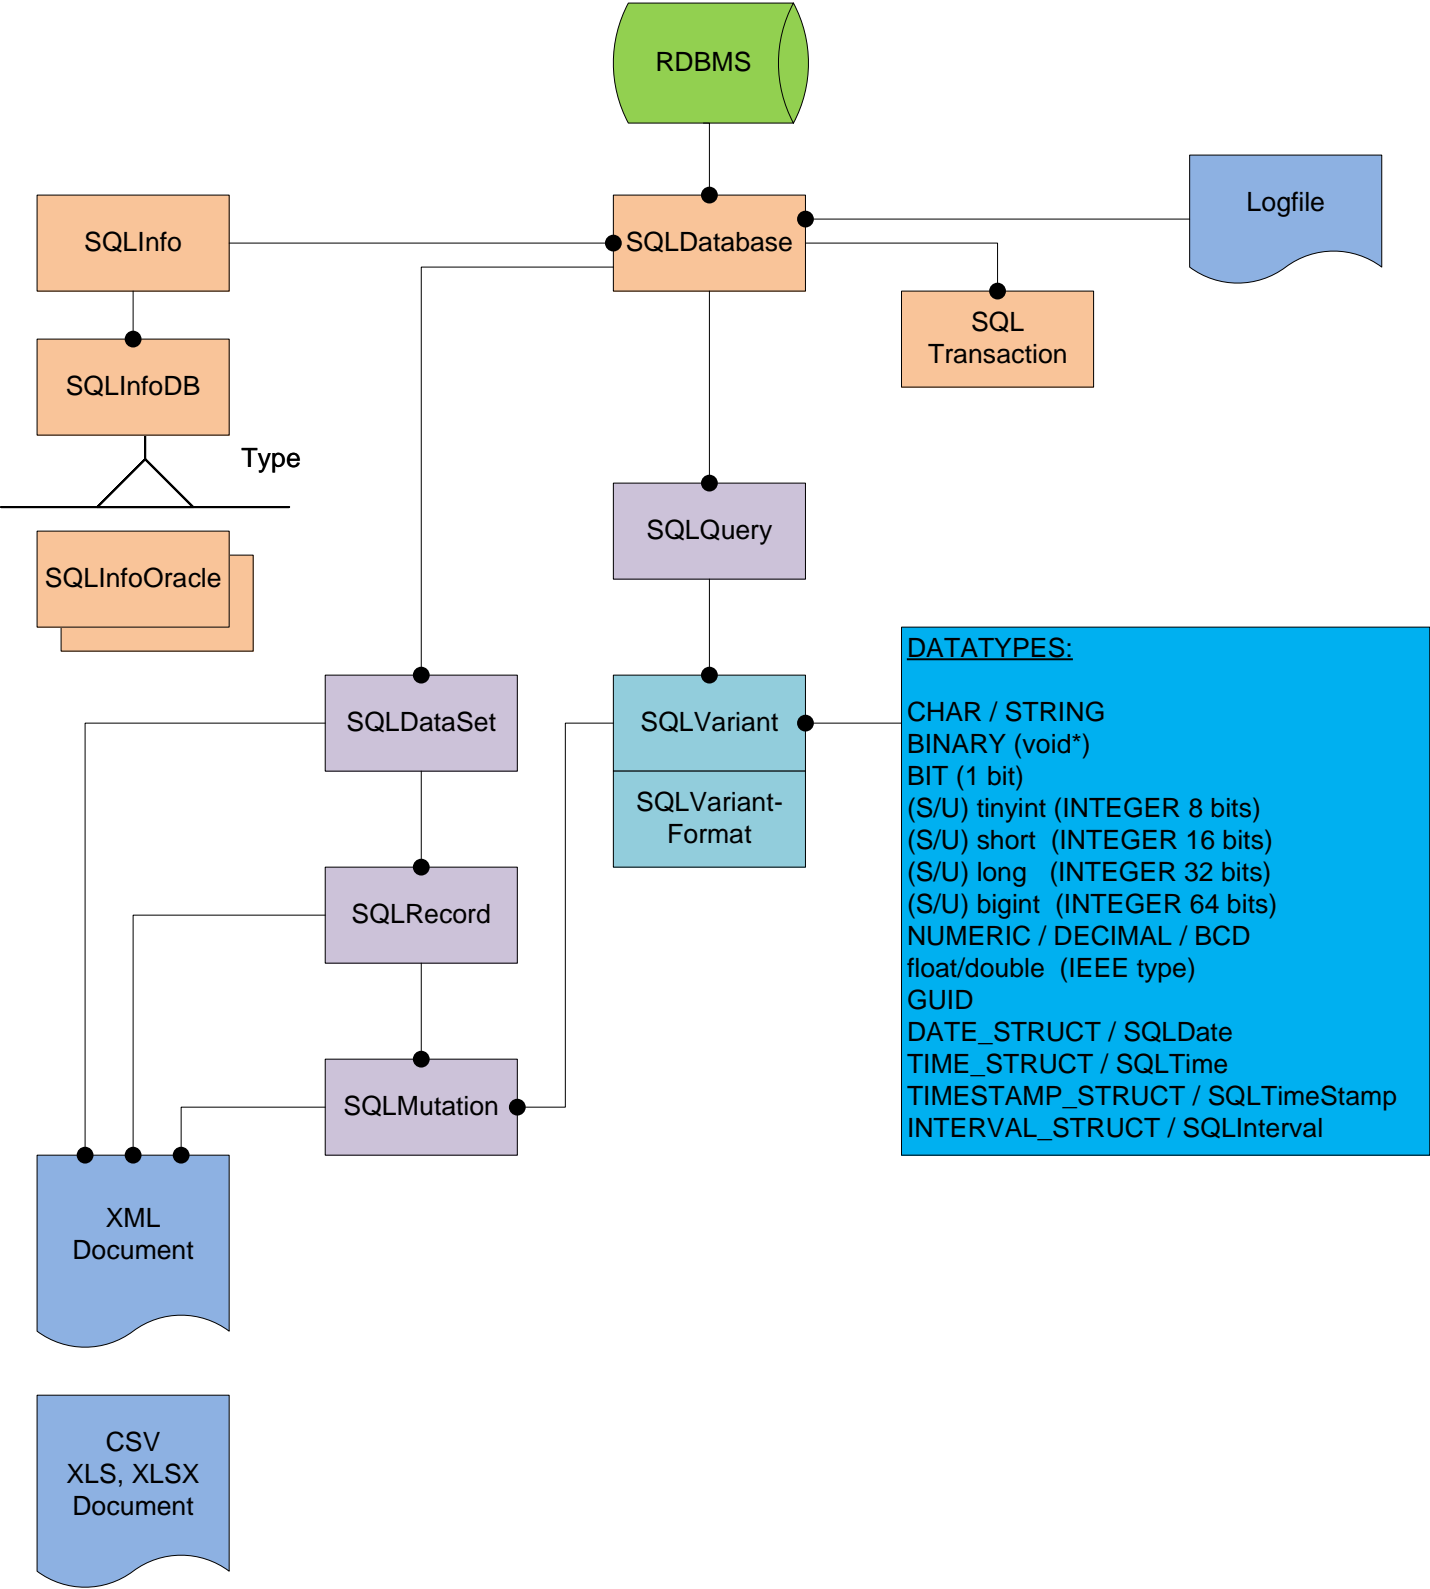 RDBMS
Logfile
SQLInfo
SQLDatabase
SQL
Transaction
SQLInfoDB
Type
SQLQuery
SQLInfoOracle
DATATYPES:
CHAR / STRING
BINARY (void*)
BIT (1 bit)
(S/U) tinyint (INTEGER 8 bits)
(S/U) short  (INTEGER 16 bits)
(S/U) long   (INTEGER 32 bits)
(S/U) bigint  (INTEGER 64 bits)
NUMERIC / DECIMAL / BCD
float/double  (IEEE type)
GUID
DATE_STRUCT / SQLDate
TIME_STRUCT / SQLTime
TIMESTAMP_STRUCT / SQLTimeStamp
INTERVAL_STRUCT / SQLInterval
SQLDataSet
SQLVariant
SQLVariant-
Format
SQLRecord
SQLMutation
XML
Document
CSV
XLS, XLSX
Document